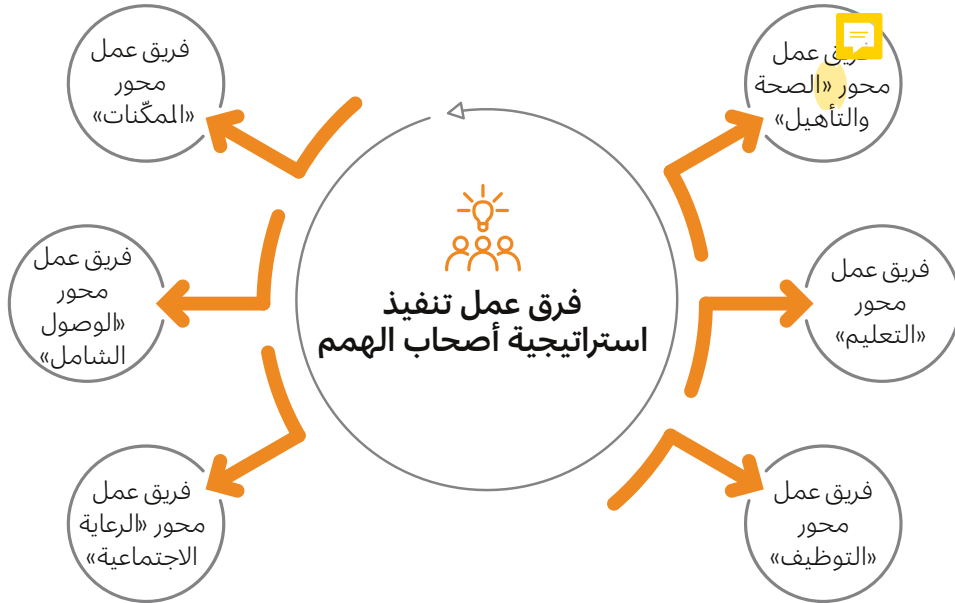 فرق عمل تنفيذ
استراتيجية أصحاب الهمم
فريق عمل
محور «الصحة
والتأهيل»
فريق عمل
محور
«التعليم»
فريق عمل
محور
«التوظيف»
فريق عمل
محور
«الممكّنات»
فريق عمل
محور
«الوصول
الشامل»
فريق عمل
محور «الرعاية
الاجتماعية»